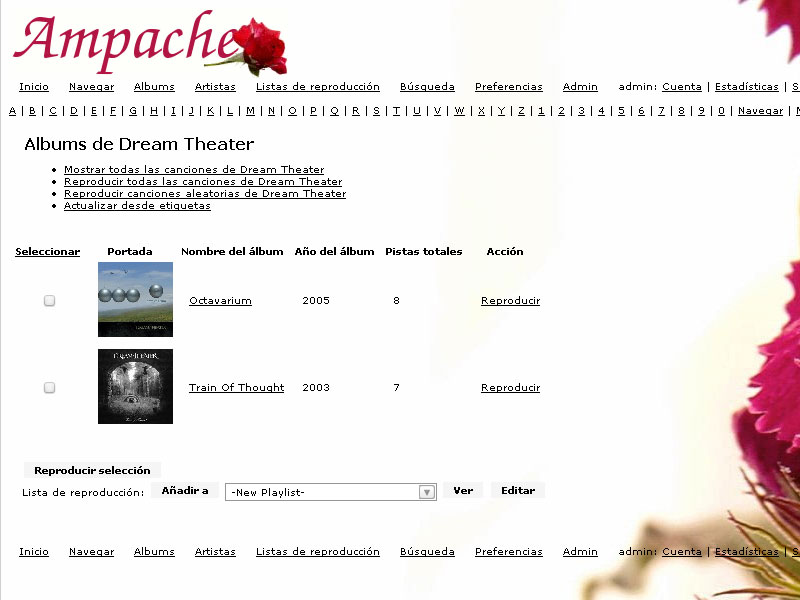 Ampache
Inicio Navegar Albums Artistas Listas de reproducción Búsqueda Preferencias Admin admin: Cuenta | Estadísticas | S
A | B | C | D | E | F | G | H | I | J | K | L | M | N | O | P | Q | R | S | T | U | V | W | X | Y | Z | 1 | 2 | 3 | 4 | 5 | 6 | 7 | 8 | 9 | 0 | Navegar |
Albums de Dream Theater
• Mostrar todas las canciones de Dream Theater
• Reproducir todas las canciones de Dream Theater
• Reproducir canciones aleatorias de Dream Theater
• Actualizar desde etiquetas
Seleccionar Portada Nombre del álbum Año del álbum Pistas totales Acción
Octavarium 2005 8 Reproducir
DREAM THEATER
Train Of Thought 2003 7 Reproducir
Reproducir selección
Lista de reproducción: Añadir a -New Playlist- Ver Editar
Inicio Navegar Albums Artistas Listas de reproducción Búsqueda Preferencias Admin admin: Cuenta | Estadísticas | S